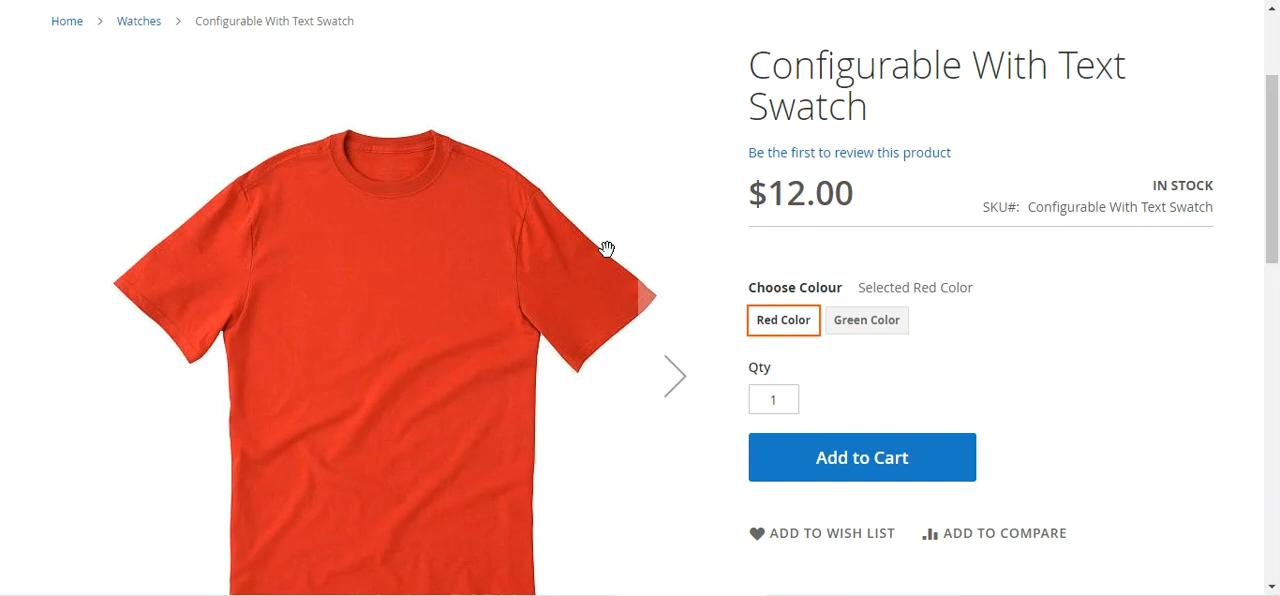 Home > Watches > Configurable With Text Swatch
Configurable With Text
Swatch
Be the first to review this product
$12.00
IN STOCK
SKU#: Configurable With Text Swatch
Choose Colour Selected Red Color
Red Color Green Color
Qty
1
Add to Cart
ADD TO WISH LIST ADD TO COMPARE